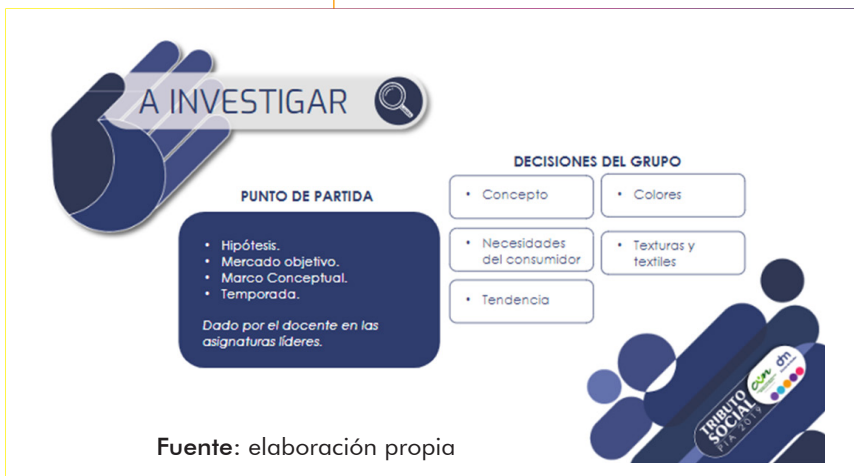 A INVESTIGAR
PUNTO DE PARTIDA
• Hipótesis.
• Mercado objetivo.
• Marco Conceptual.
• Temporada.
Dado por el docente en las
asignaturas líderes.
DECISIONES DEL GRUPO
• Concepto
• Colores
• Necesidades
del consumidor
• Texturas y
textiles
• Tendencia
TRIBUTO
SOCIAL
PIA 2019
Fuente: elaboración propia